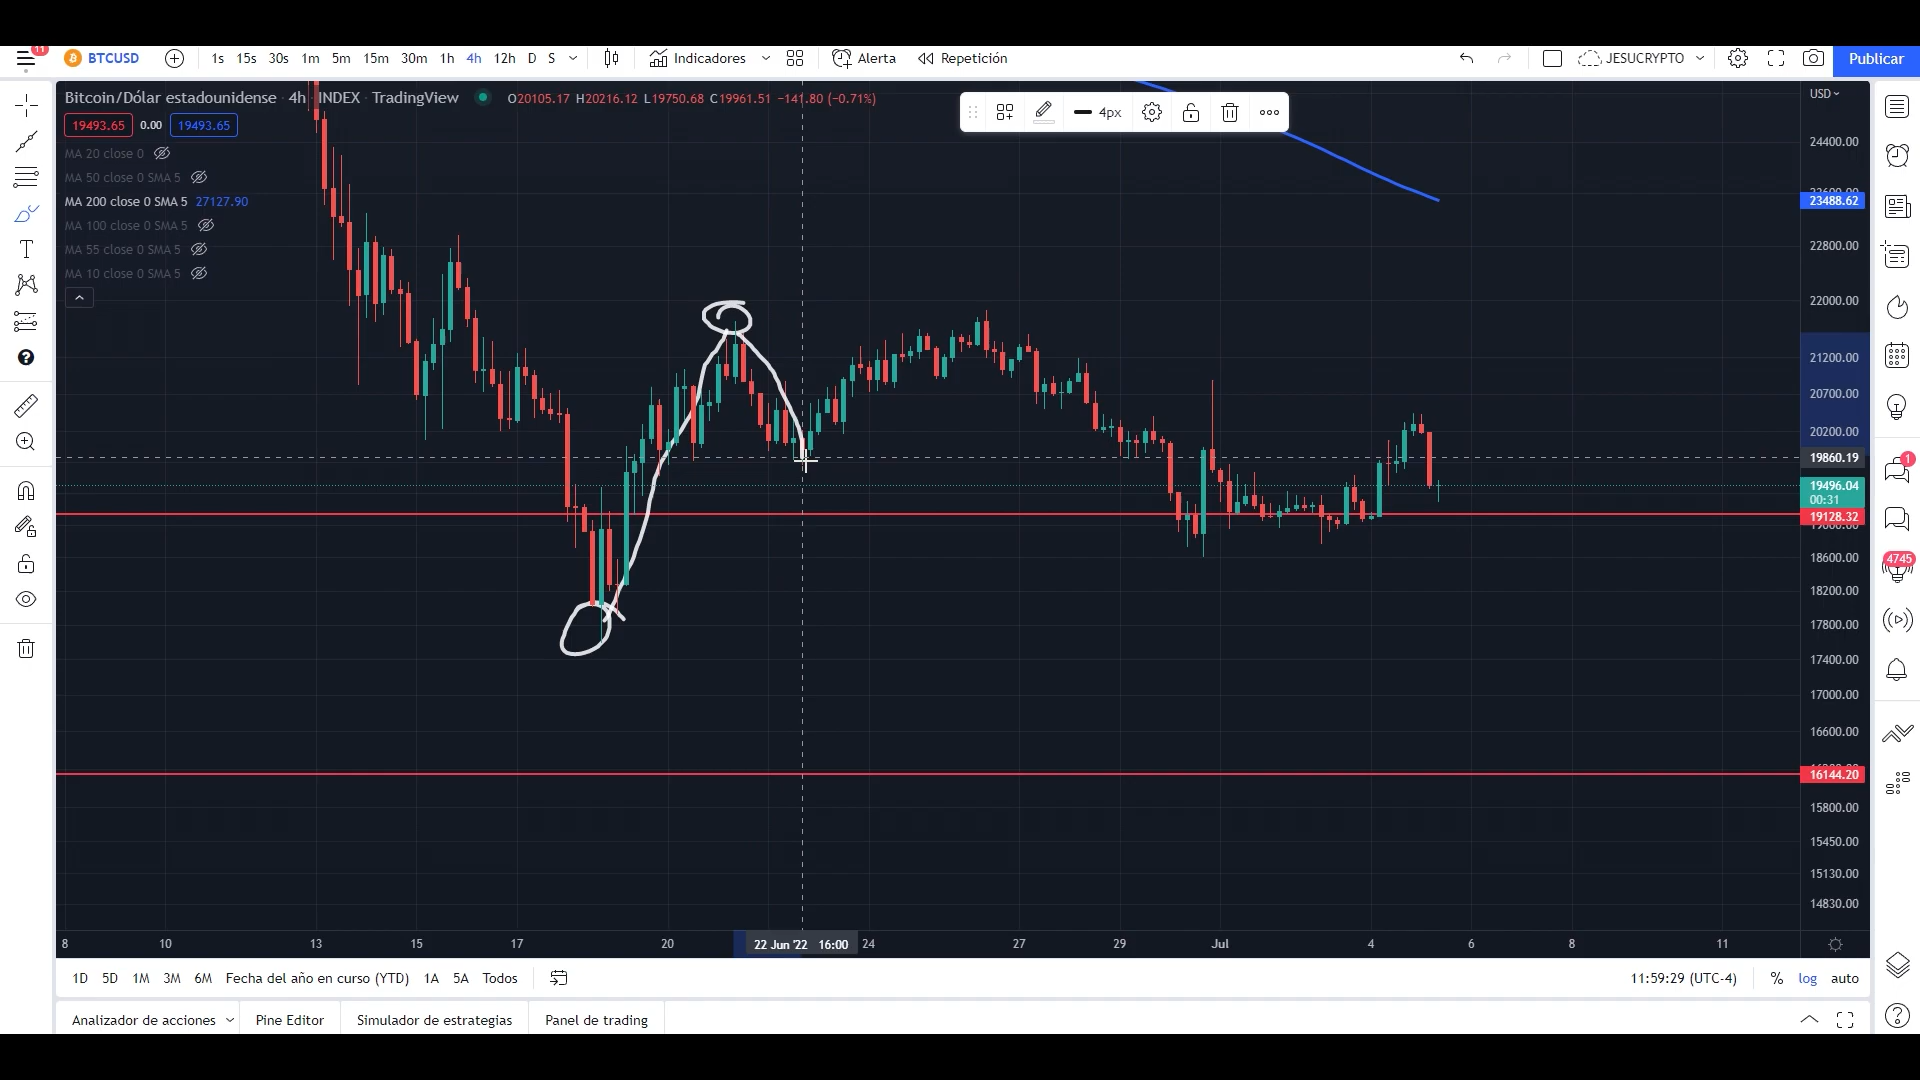 11
BTCUSD 1s 15s 30s 1m 5m 15m 30m 1h 4h 12h D S Indicadores Alerta Repetición JESUCRYPTO Publicar
Bitcoin/Dólar estadounidense · 4h · INDEX · TradingView O20105.17 H20216.12 L19750.68 C19961.51 −141.80 (−0.71%)
4px
USD
19493.65 0.00 19493.65
MA 20 close 0
MA 50 close 0 SMA 5
MA 200 close 0 SMA 5 27127.90
MA 100 close 0 SMA 5
MA 55 close 0 SMA 5
MA 10 close 0 SMA 5
24400.00
23488.62
22800.00
22000.00
21200.00
20700.00
20200.00
19860.19
19496.04
00:31
19128.32
18600.00
18200.00
17800.00
17400.00
17000.00
16600.00
16144.20
15800.00
15450.00
15130.00
14830.00
1
4745
8 10 13 15 17 20 22 Jun '22 16:00 24 27 29 Jul 4 6 8 11
1D 5D 1M 3M 6M Fecha del año en curso (YTD) 1A 5A Todos 11:59:29 (UTC-4) % log auto
Analizador de acciones Pine Editor Simulador de estrategias Panel de trading